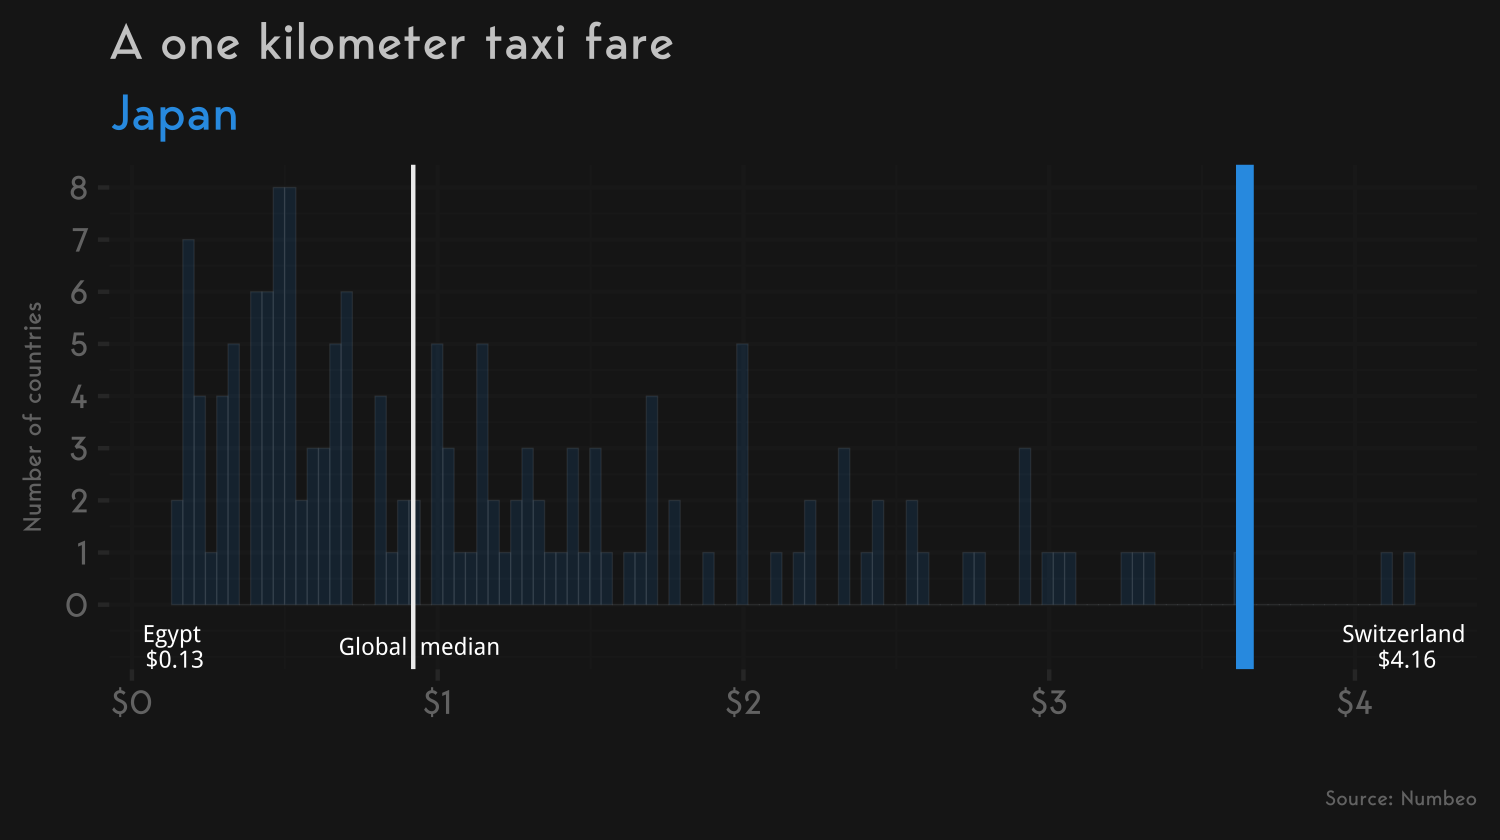 A one kilometer taxi fare
Japan
Number of countries
8
7
6
5
4
3
2
1
0
Egypt
$0.13
Global median
Switzerland
$4.16
$0 $1 $2 $3 $4
Source: Numbeo